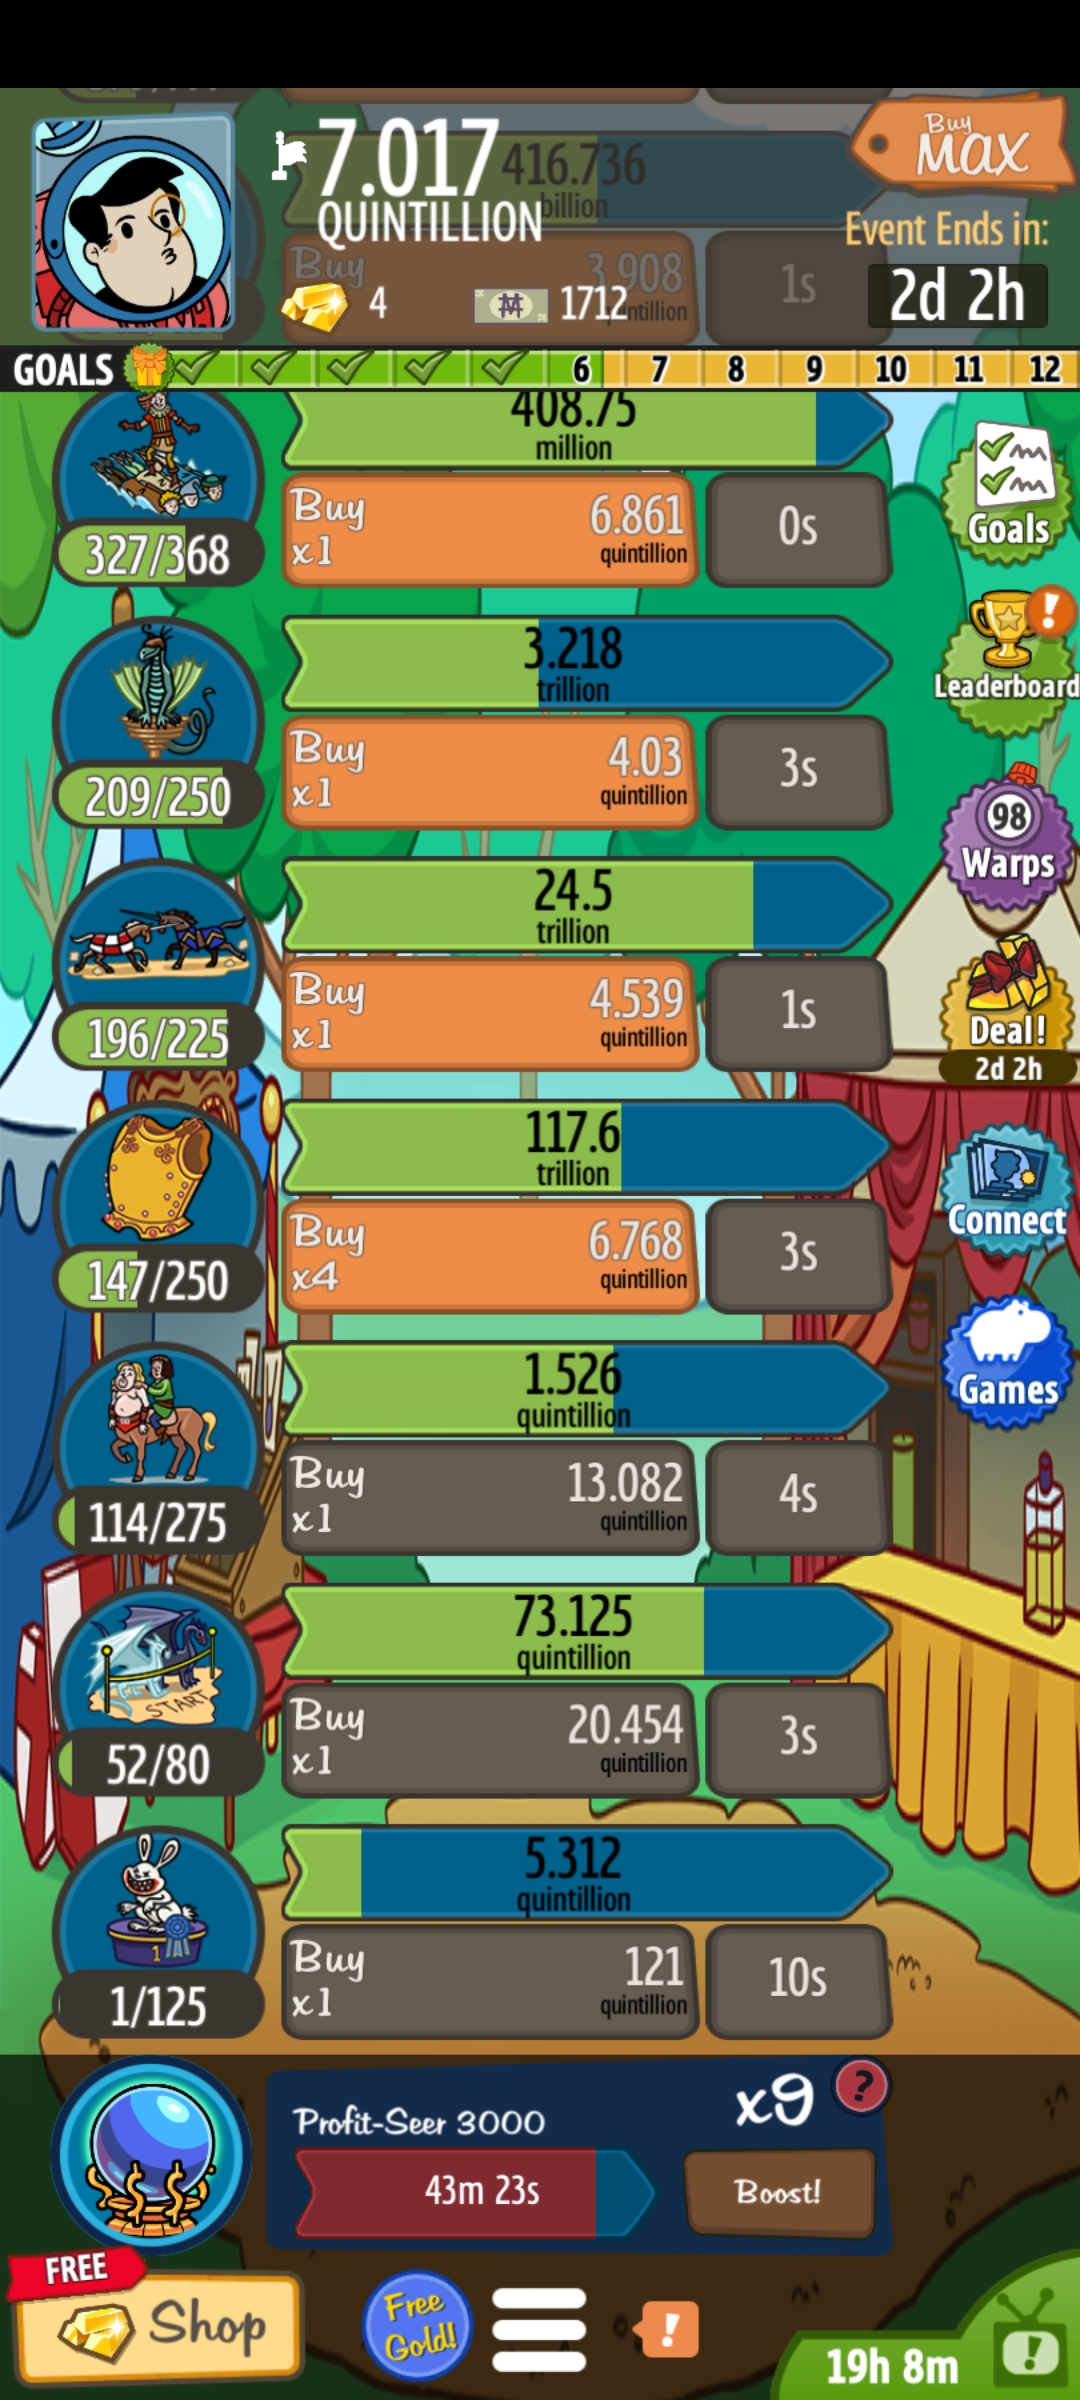 7.017
QUINTILLION
416.736
billion
Buy
3.908
1s
4
1712
Buy
MAX
Event Ends in:
2d 2h
GOALS 6 7 8 9 10 11 12
408.75
million
327/368
Buy
x1
6.861
quintillion
0s
Goals
3.218
trillion
209/250
Buy
x1
4.03
quintillion
3s
!
Leaderboard
24.5
trillion
196/225
Buy
x1
4.539
quintillion
1s
98
Warps
Deal!
2d 2h
117.6
trillion
147/250
Buy
x4
6.768
quintillion
3s
Connect
1.526
quintillion
114/275
Buy
x1
13.082
quintillion
4s
Games
73.125
quintillion
START
52/80
Buy
x1
20.454
quintillion
3s
5.312
quintillion
1
1/125
Buy
x1
121
quintillion
10s
Profit-Seer 3000
x9
?
43m 23s
Boost!
FREE
Shop
Free
Gold!
!
19h 8m
!